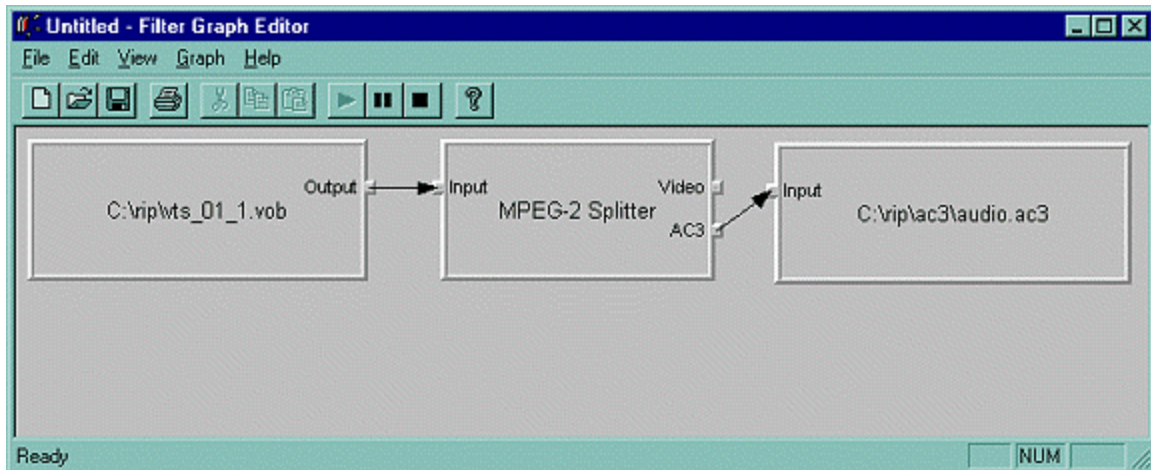 Untitled - Filter Graph Editor
File Edit View Graph Help
Output
C:\rip\vts_01_1.vob
Input
Video
MPEG-2 Splitter
AC3
Input
C:\rip\ac3\audio.ac3
Ready
NUM